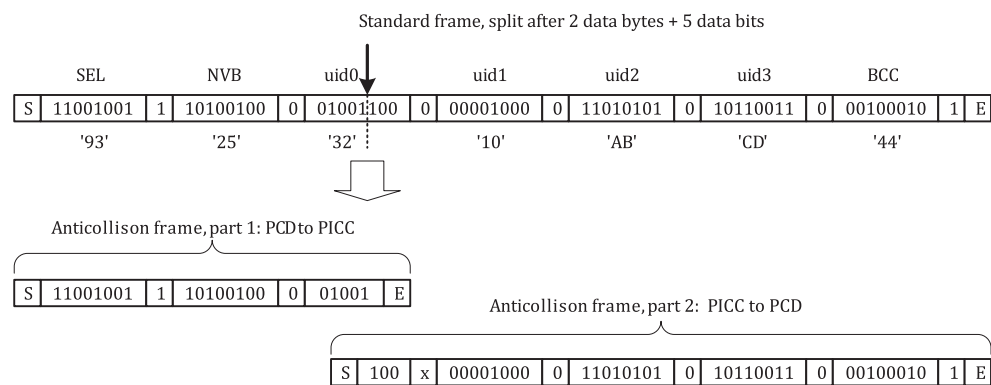 Standard frame, split after 2 data bytes + 5 data bits
SEL NVB uid0 uid1 uid2 uid3 BCC
S 11001001 1 10100100 0 01001100 0 00001000 0 11010101 0 10110011 0 00100010 1 E
'93' '25' '32' '10' 'AB' 'CD' '44'
Anticollison frame, part 1: PCD to PICC
S 11001001 1 10100100 0 01001 E
Anticollison frame, part 2: PICC to PCD
S 100 x 00001000 0 11010101 0 10110011 0 00100010 1 E